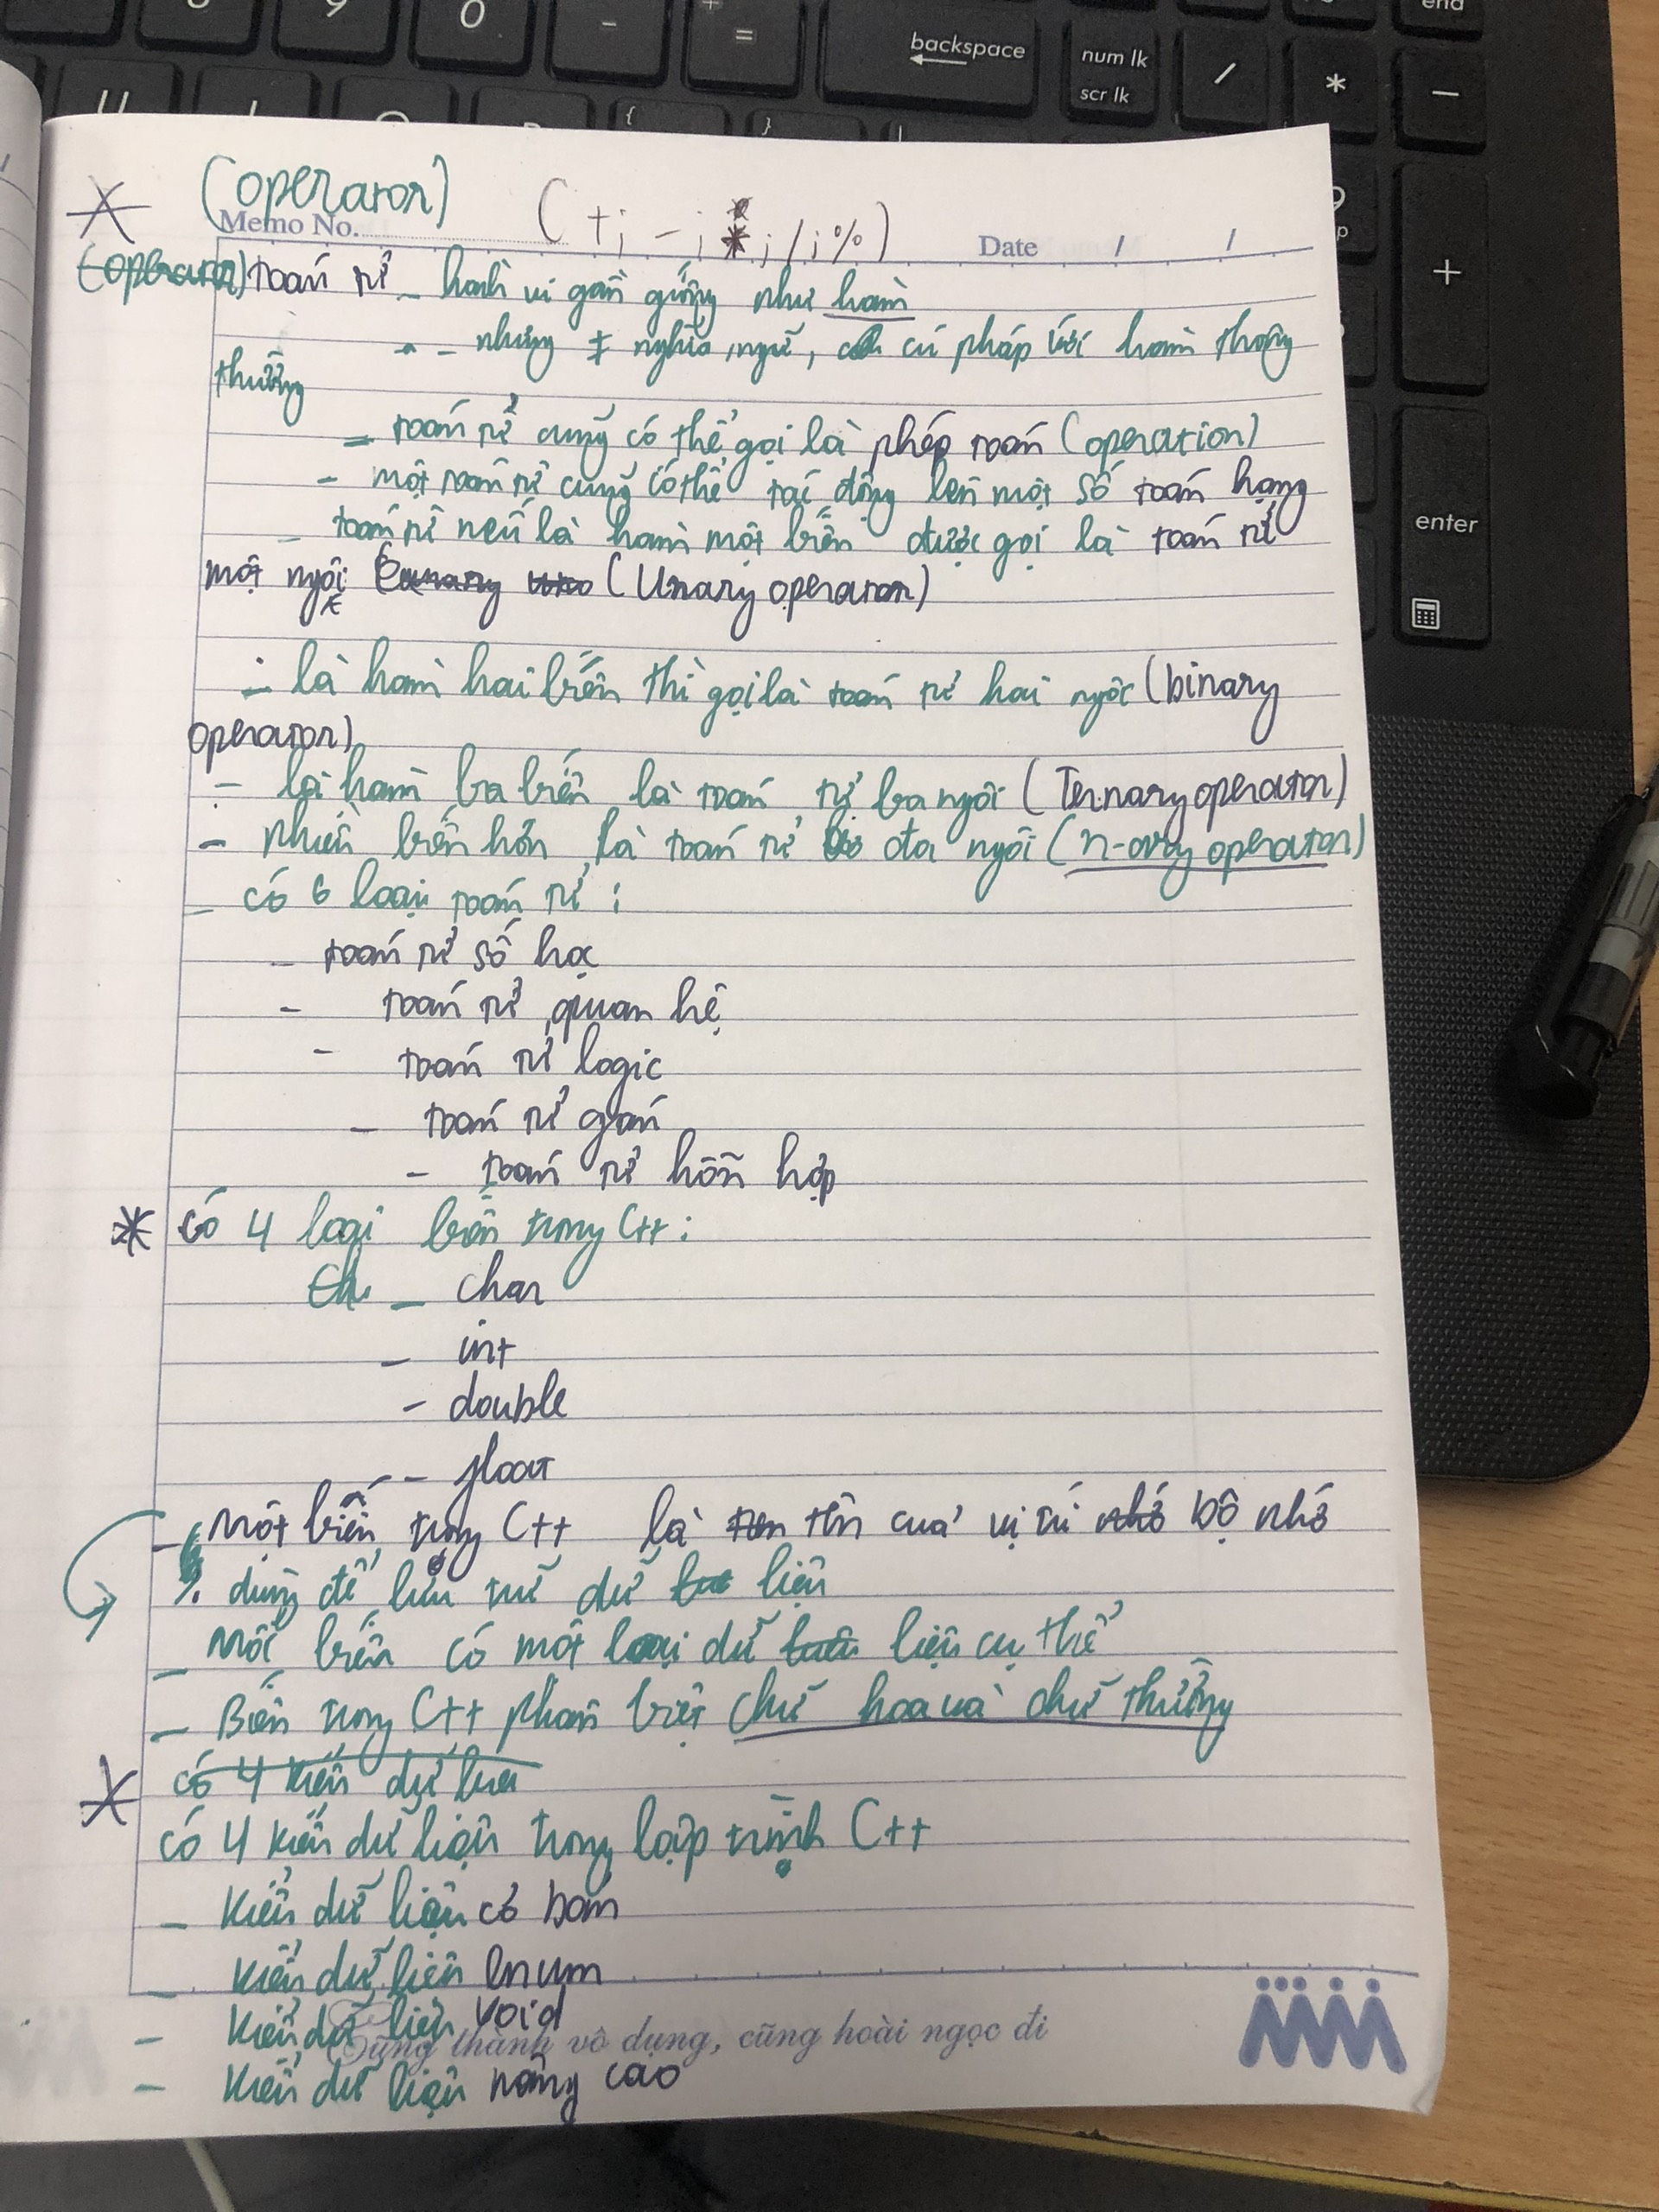 9 0 - + = backspace num lk scr lk / * - end
U I O P { } +
(operator) (+; -; *; /; %)
Memo No. Date / /
(operator) toán tử - hành vi gần giống như hàm
- nhưng ≠ nghĩa, ngữ, cú pháp với hàm thông
thường
- toán tử cũng có thể gọi là phép toán (operation)
- một toán tử cũng có thể tác động lên một số toán hạng
- toán tử nếu là hàm một biến được gọi là toán tử
một ngôi (Unary operator)
enter
- là hàm hai biến thì gọi là toán tử hai ngôi (binary
operator)
- là hàm ba biến là toán tử ba ngôi (Ternary operator)
- nhiều biến hơn là toán tử đa ngôi (n-ary operator)
- có 6 loại toán tử :
- toán tử số học
- toán tử quan hệ
- toán tử logic
- toán tử gán
- toán tử hỗn hợp
* có 4 loại biến trong C++ :
Ch - char
- int
- double
- float
- Một biến trong C++ là tên của vị trí bộ nhớ
dùng để lưu trữ dữ liệu
- Mỗi biến có một loại dữ liệu cụ thể
- Biến trong C++ phân biệt chữ hoa và chữ thường
* có 4 kiểu dữ liệu
có 4 kiểu dữ liệu trong lập trình C++
- kiểu dữ liệu cơ bản
- kiểu dữ liệu enum
- kiểu dữ liệu void
Đừng thành vô dụng, cũng hoài ngọc đi
- kiểu dữ liệu nâng cao